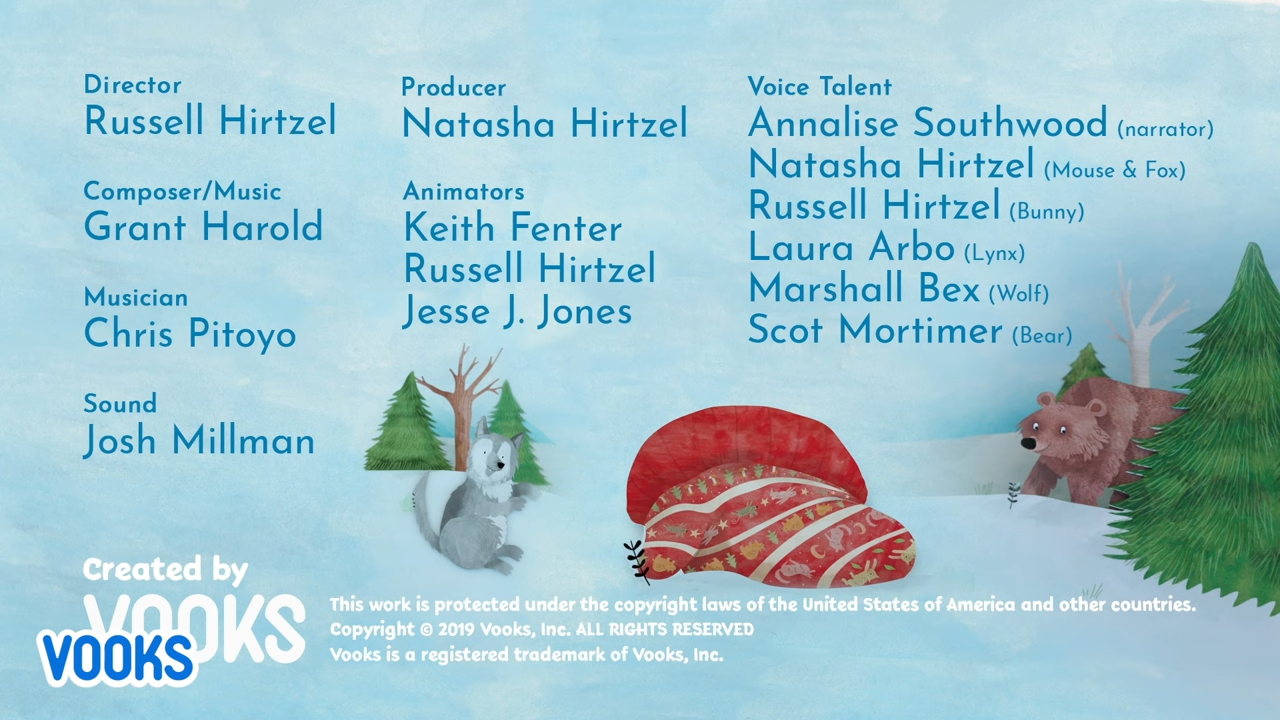 Director
Russell Hirtzel
Composer/Music
Grant Harold
Musician
Chris Pitoyo
Sound
Josh Millman
Producer
Natasha Hirtzel
Animators
Keith Fenter
Russell Hirtzel
Jesse J. Jones
Voice Talent
Annalise Southwood (narrator)
Natasha Hirtzel (Mouse & Fox)
Russell Hirtzel (Bunny)
Laura Arbo (Lynx)
Marshall Bex (Wolf)
Scot Mortimer (Bear)
Created by
VOOKS
VOOKS
This work is protected under the copyright laws of the United States of America and other countries.
Copyright © 2019 Vooks, Inc. ALL RIGHTS RESERVED
Vooks is a registered trademark of Vooks, Inc.